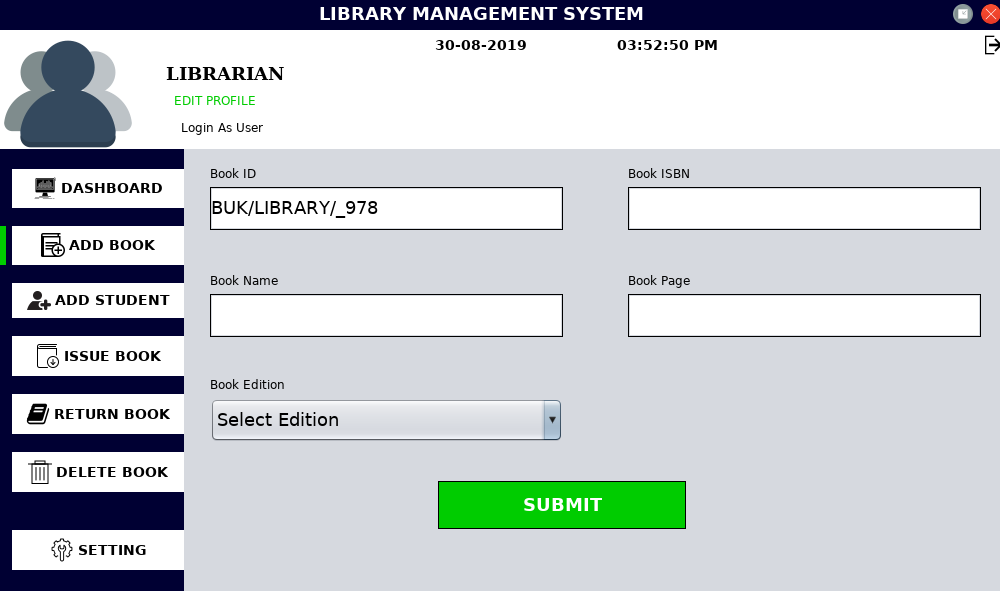 LIBRARY MANAGEMENT SYSTEM
30-08-2019 03:52:50 PM
LIBRARIAN
EDIT PROFILE
Login As User
DASHBOARD
ADD BOOK
ADD STUDENT
ISSUE BOOK
RETURN BOOK
DELETE BOOK
SETTING
Book ID
BUK/LIBRARY/_978
Book ISBN
Book Name
Book Page
Book Edition
Select Edition
SUBMIT